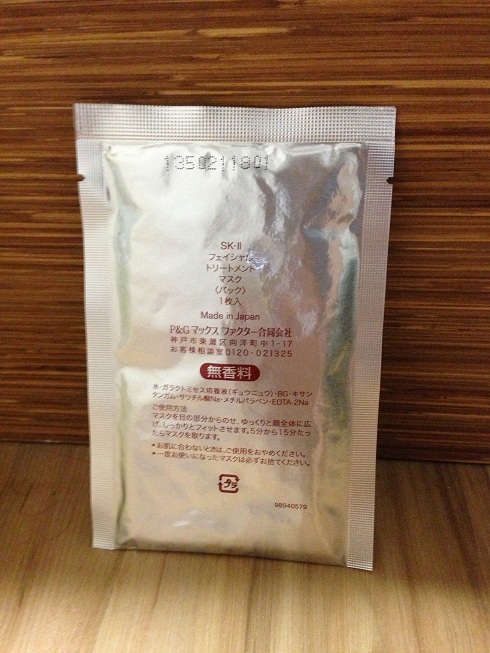 1350211801
SK-II
フェイシャル
トリートメント
マスク
〈パック〉
1枚入
Made in Japan
P&G マックス ファクター合同会社
神戸市東灘区向洋町中1-17
お客様相談室0120-021325
無香料
水・ガラクトミセス培養液(ギュウニュウ)・BG・キサン
タンガム・サリチル酸Na・メチルパラベン・EDTA-2Na
ご使用方法
マスクを目の部分からのせ、ゆっくりと顔全体に広
げ、しっかりとフィットさせます。5分から15分たっ
たらマスクを取ります。
●お肌に合わないときは、ご使用をおやめください。
●一度お使いになったマスクは必ずお捨てください。
プラ
98940579